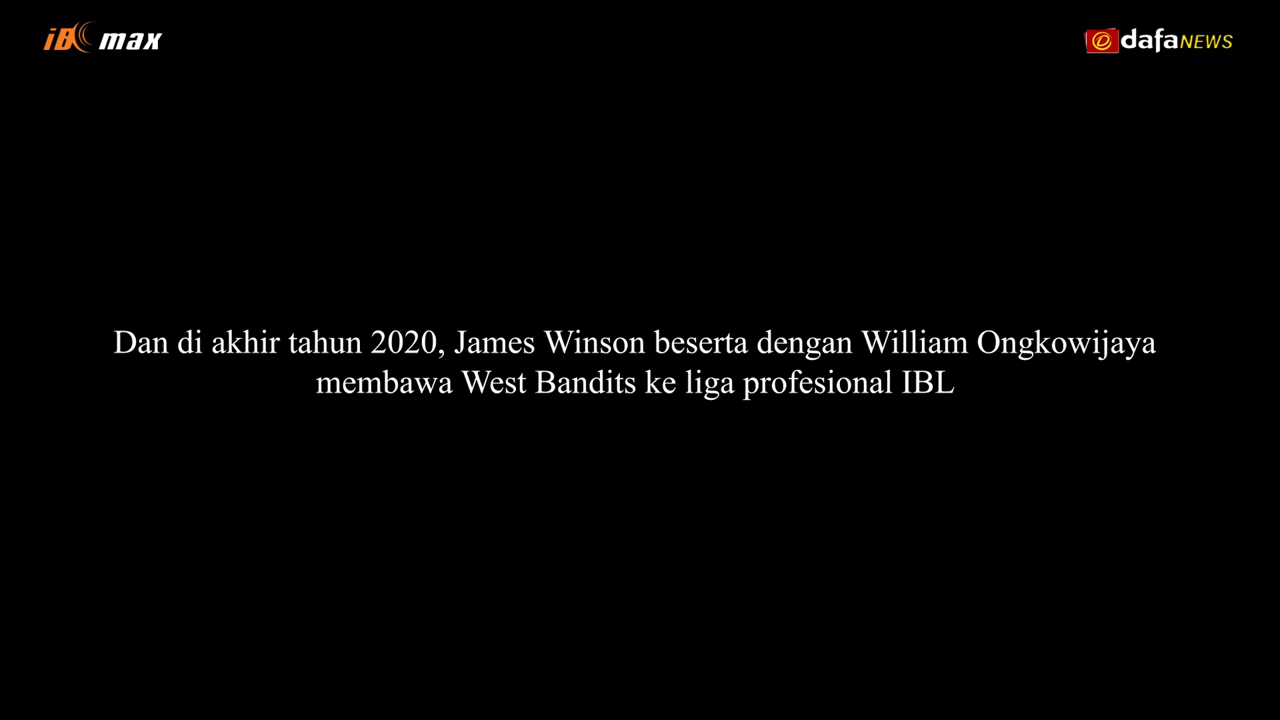 iBC max
dafaNEWS
Dan di akhir tahun 2020, James Winson beserta dengan William Ongkowijaya
membawa West Bandits ke liga profesional IBL